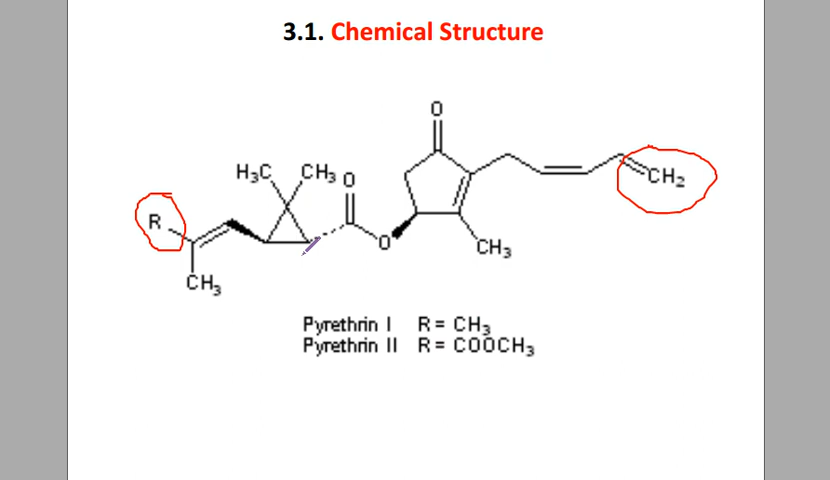 3.1. Chemical Structure
O
H₃C CH₃ O
R
CH₂
O
CH₃
CH₃
Pyrethrin I R = CH₃
Pyrethrin II R = COOCH₃